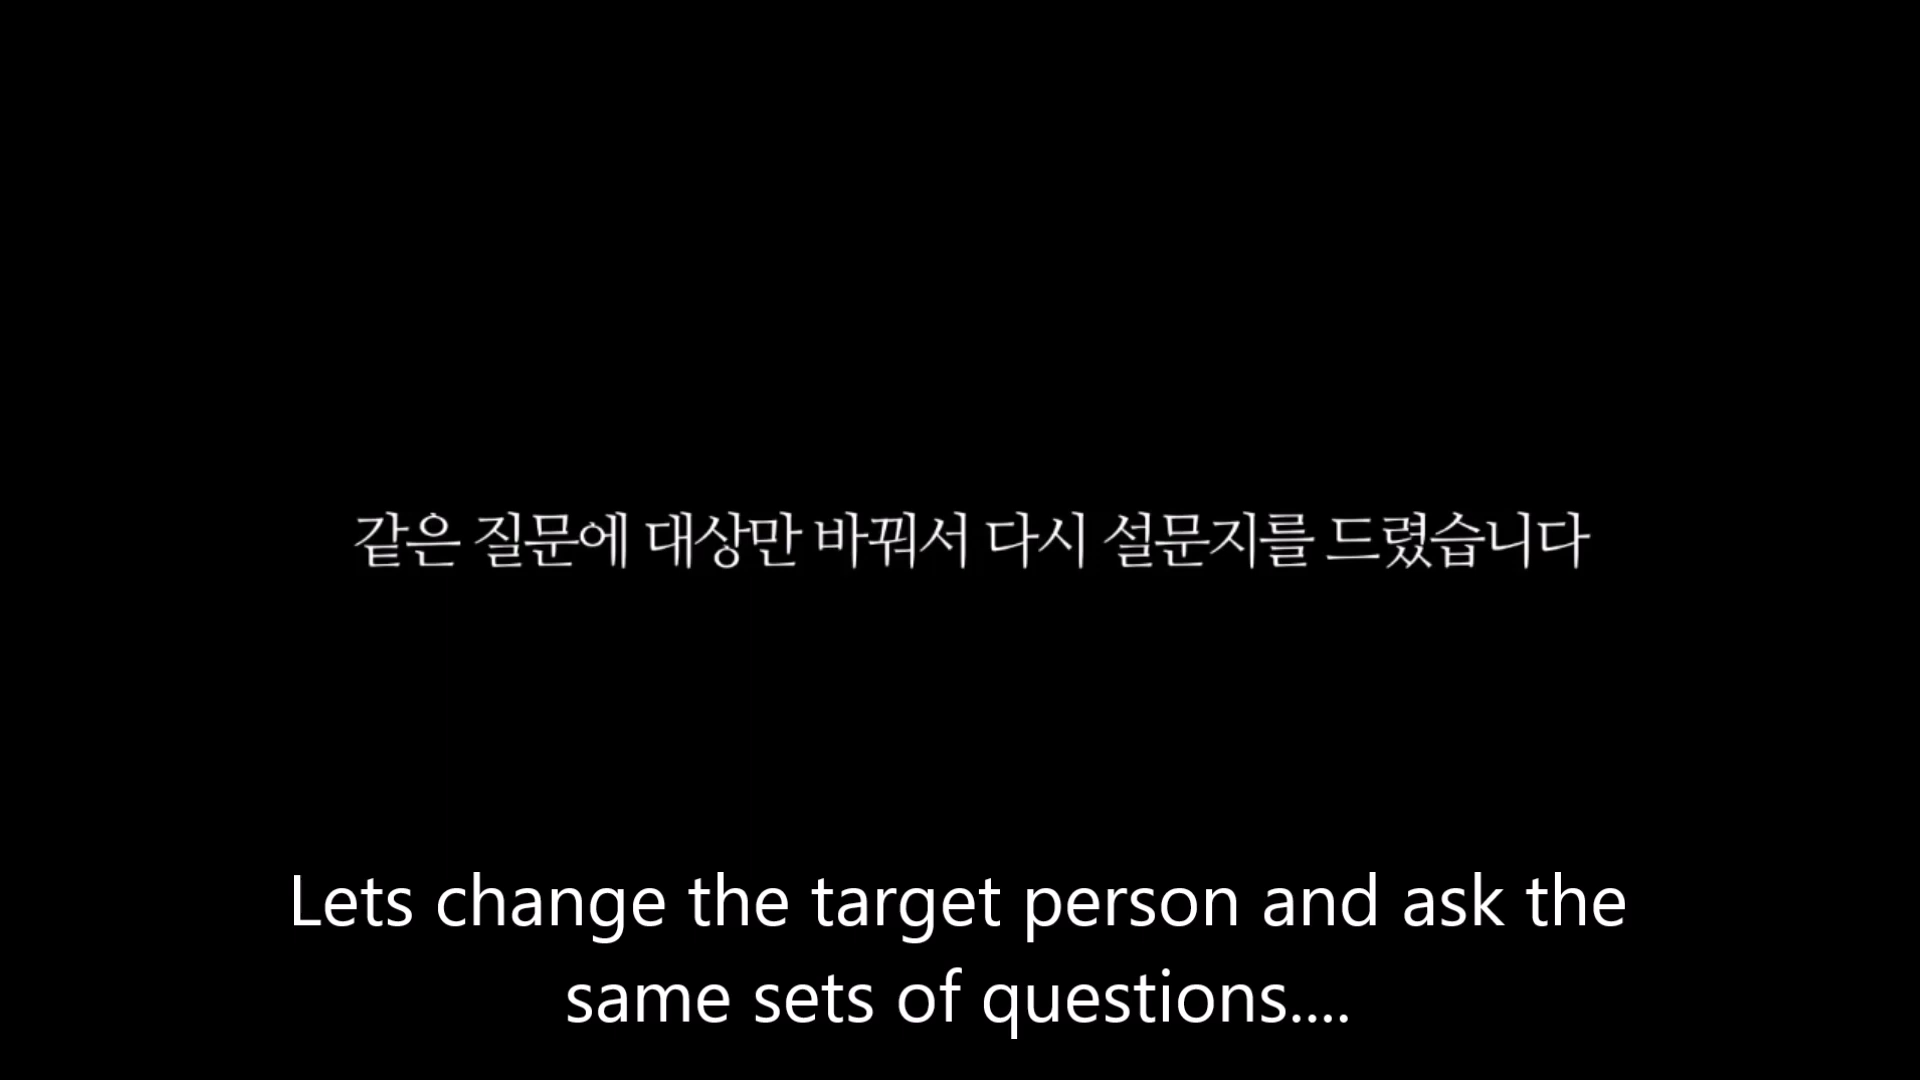 같은 질문에 대상만 바꿔서 다시 설문지를 드렸습니다
Lets change the target person and ask the
same sets of questions....